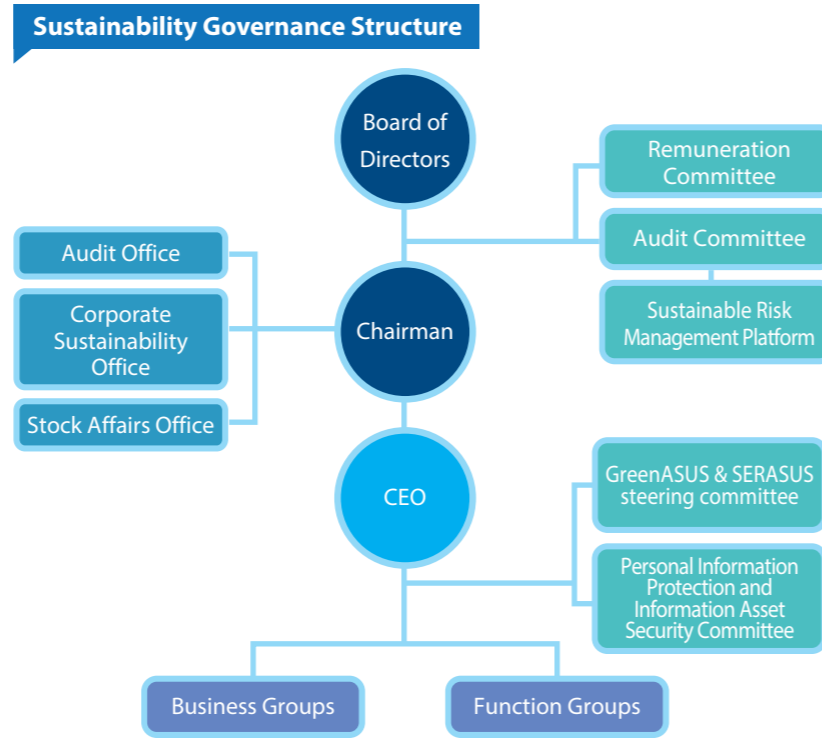 Sustainability Governance Structure
Board of
Directors
Remuneration
Committee
Audit Committee
Sustainable Risk
Management Platform
Audit Office
Corporate
Sustainability
Office
Stock Affairs Office
Chairman
CEO
GreenASUS & SERASUS
steering committee
Personal Information
Protection and
Information Asset
Security Committee
Business Groups
Function Groups